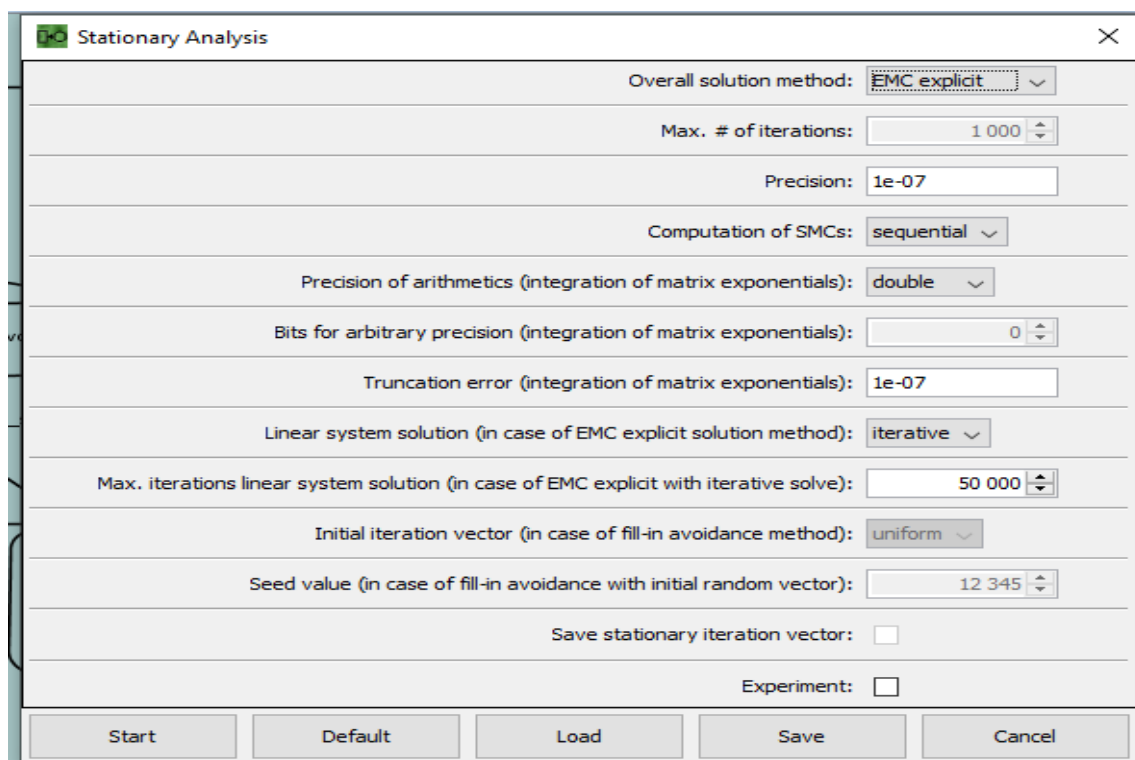 Stationary Analysis
Overall solution method: EMC explicit
Max. # of iterations: 1 000
Precision: 1e-07
Computation of SMCs: sequential
Precision of arithmetics (integration of matrix exponentials): double
Bits for arbitrary precision (integration of matrix exponentials): 0
Truncation error (integration of matrix exponentials): 1e-07
Linear system solution (in case of EMC explicit solution method): iterative
Max. iterations linear system solution (in case of EMC explicit with iterative solve): 50 000
Initial iteration vector (in case of fill-in avoidance method): uniform
Seed value (in case of fill-in avoidance with initial random vector): 12 345
Save stationary iteration vector:
Experiment:
Start Default Load Save Cancel